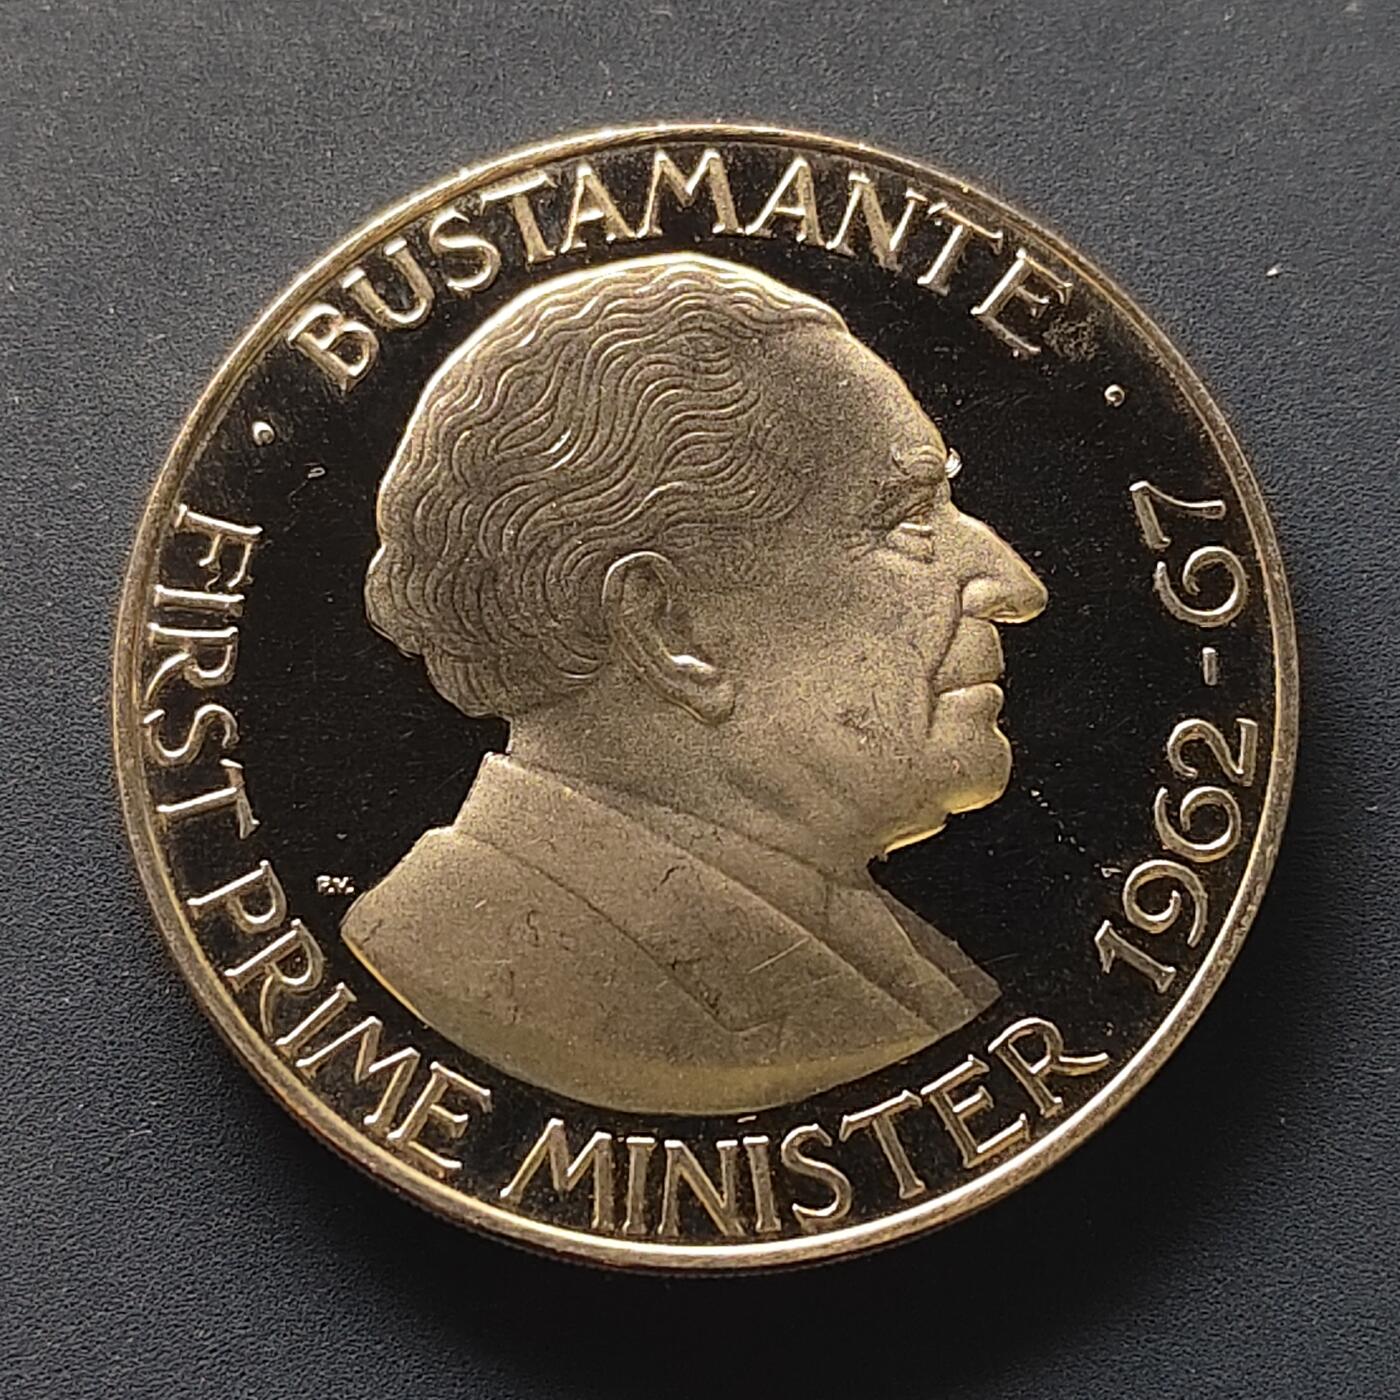 · BUSTAMANTE ·
FIRST PRIME MINISTER 1962-67
P.V.